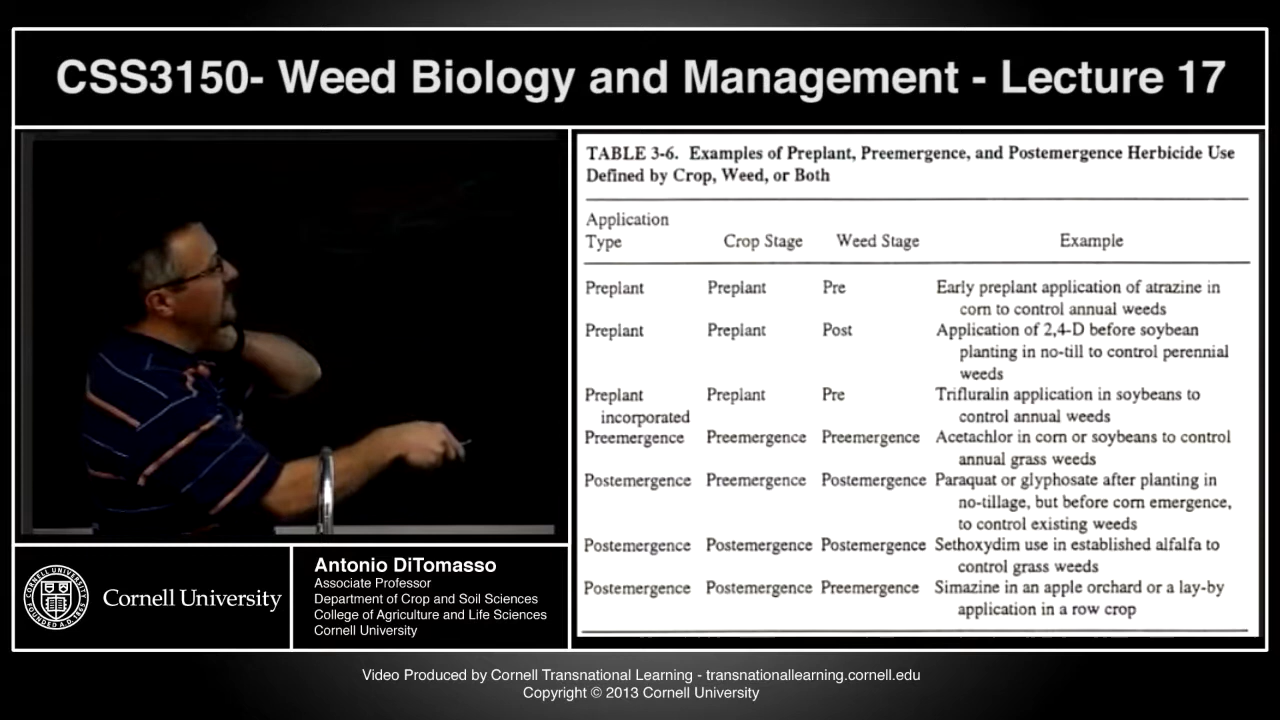 CSS3150- Weed Biology and Management - Lecture 17
TABLE 3-6. Examples of Preplant, Preemergence, and Postemergence Herbicide Use
Defined by Crop, Weed, or Both
Application
Type Crop Stage Weed Stage Example
Preplant Preplant Pre Early preplant application of atrazine in
corn to control annual weeds
Preplant Preplant Post Application of 2,4-D before soybean
planting in no-till to control perennial
weeds
Preplant Preplant Pre Trifluralin application in soybeans to
incorporated control annual weeds
Preemergence Preemergence Preemergence Acetachlor in corn or soybeans to control
annual grass weeds
Postemergence Preemergence Postemergence Paraquat or glyphosate after planting in
no-tillage, but before corn emergence,
to control existing weeds
Postemergence Postemergence Postemergence Sethoxydim use in established alfalfa to
control grass weeds
Postemergence Postemergence Preemergence Simazine in an apple orchard or a lay-by
application in a row crop
Cornell University
Antonio DiTomasso
Associate Professor
Department of Crop and Soil Sciences
College of Agriculture and Life Sciences
Cornell University
Video Produced by Cornell Transnational Learning - transnationallearning.cornell.edu
Copyright © 2013 Cornell University